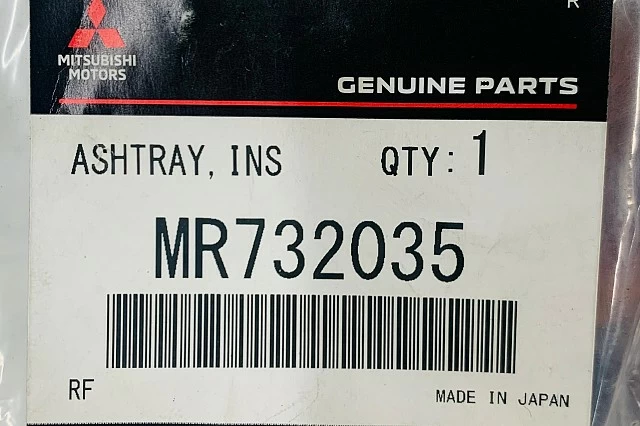 R
MITSUBISHI
MOTORS
GENUINE PARTS
ASHTRAY, INS QTY: 1
MR732035
RF MADE IN JAPAN